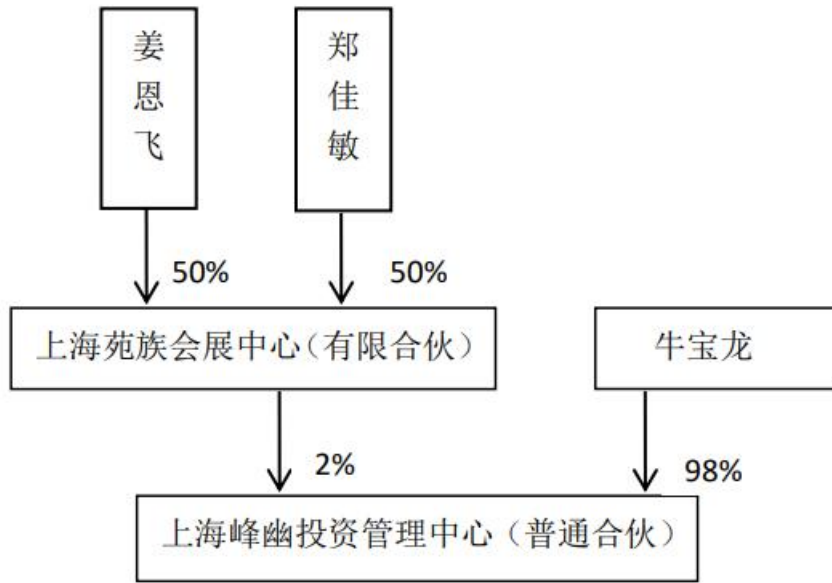 姜恩飞
郑佳敏
50%
50%
上海苑族会展中心（有限合伙）
牛宝龙
2%
98%
上海峰幽投资管理中心（普通合伙）